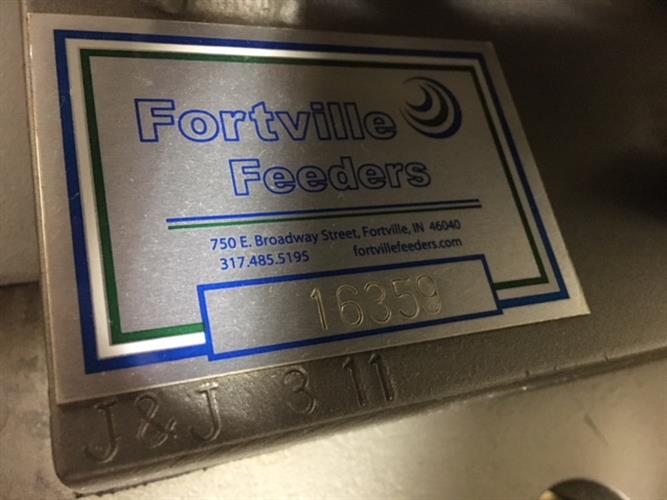 Fortville
Feeders
750 E. Broadway Street, Fortville, IN 46040
317.485.5195 fortvillefeeders.com
16359
J&J 3 11